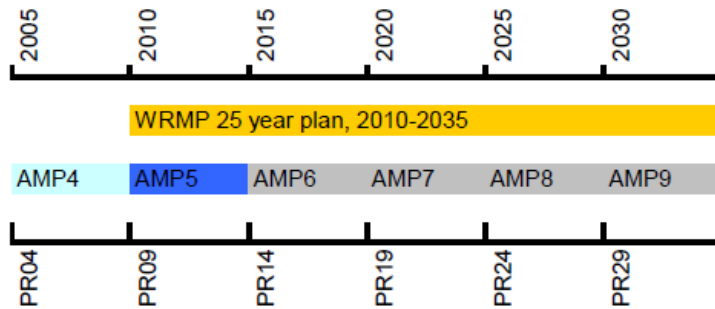 2005 2010 2015 2020 2025 2030
WRMP 25 year plan, 2010-2035
AMP4 AMP5 AMP6 AMP7 AMP8 AMP9
PR04 PR09 PR14 PR19 PR24 PR29